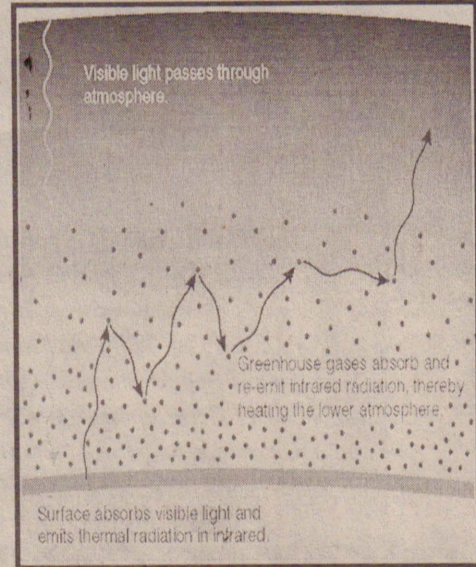 Visible light passes through
atmosphere.
Greenhouse gases absorb and
re-emit infrared radiation, thereby
heating the lower atmosphere.
Surface absorbs visible light and
emits thermal radiation in infrared.